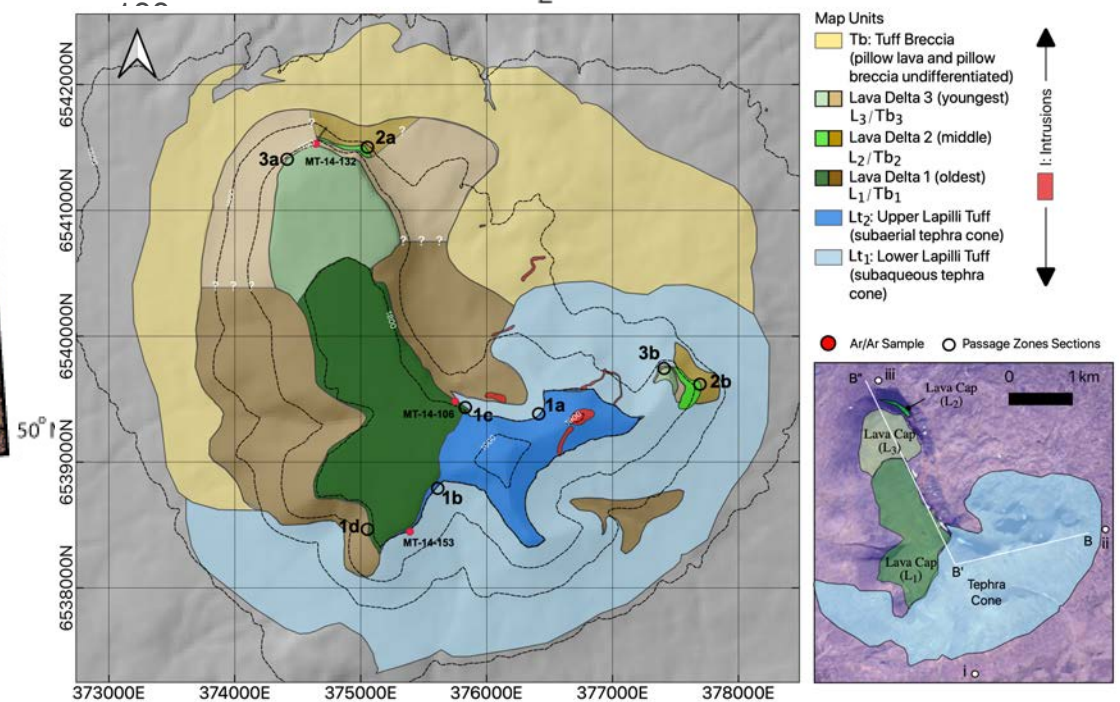 50°
6542000N
6541000N
6540000N
6539000N
6538000N
373000E
374000E
375000E
376000E
377000E
378000E
?
2a
?
3a
MT-14-132
? ? ?
? ? ?
1800
3b
2b
MT-14-106
1c
1a
1b
1d
MT-14-153
Map Units
Tb: Tuff Breccia
(pillow lava and pillow
breccia undifferentiated)
Lava Delta 3 (youngest)
L3/Tb3
Lava Delta 2 (middle)
L2/Tb2
Lava Delta 1 (oldest)
L1/Tb1
Lt2: Upper Lapilli Tuff
(subaerial tephra cone)
Lt1: Lower Lapilli Tuff
(subaqueous tephra
cone)
I: Intrusions
Ar/Ar Sample
Passage Zones Sections
B"
iii
0 1 km
Lava Cap
(L2)
Lava Cap
(L3)
Lava Cap
(L1)
B
ii
B'
Tephra
Cone
i